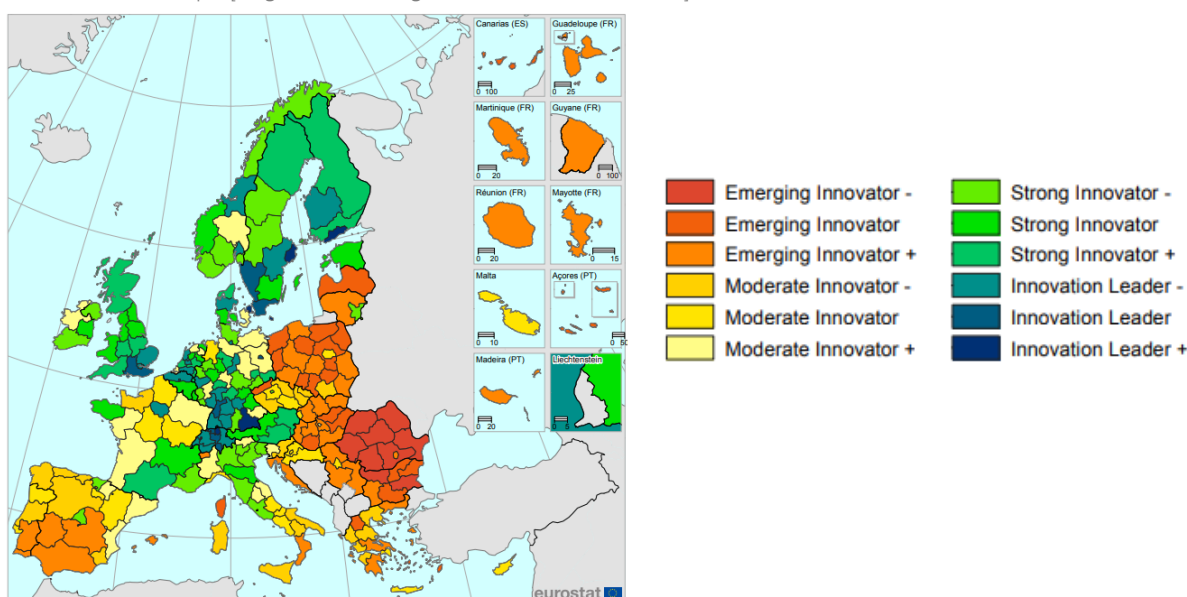 Canarias (ES)
0 100
Guadeloupe (FR)
0 25
Martinique (FR)
0 20
Guyane (FR)
0 100
Réunion (FR)
0 20
Mayotte (FR)
0 15
Malta
0 10
Açores (PT)
0 50
Madeira (PT)
0 20
Liechtenstein
0 5
eurostat
Emerging Innovator -
Emerging Innovator
Emerging Innovator +
Moderate Innovator -
Moderate Innovator
Moderate Innovator +
Strong Innovator -
Strong Innovator
Strong Innovator +
Innovation Leader -
Innovation Leader
Innovation Leader +